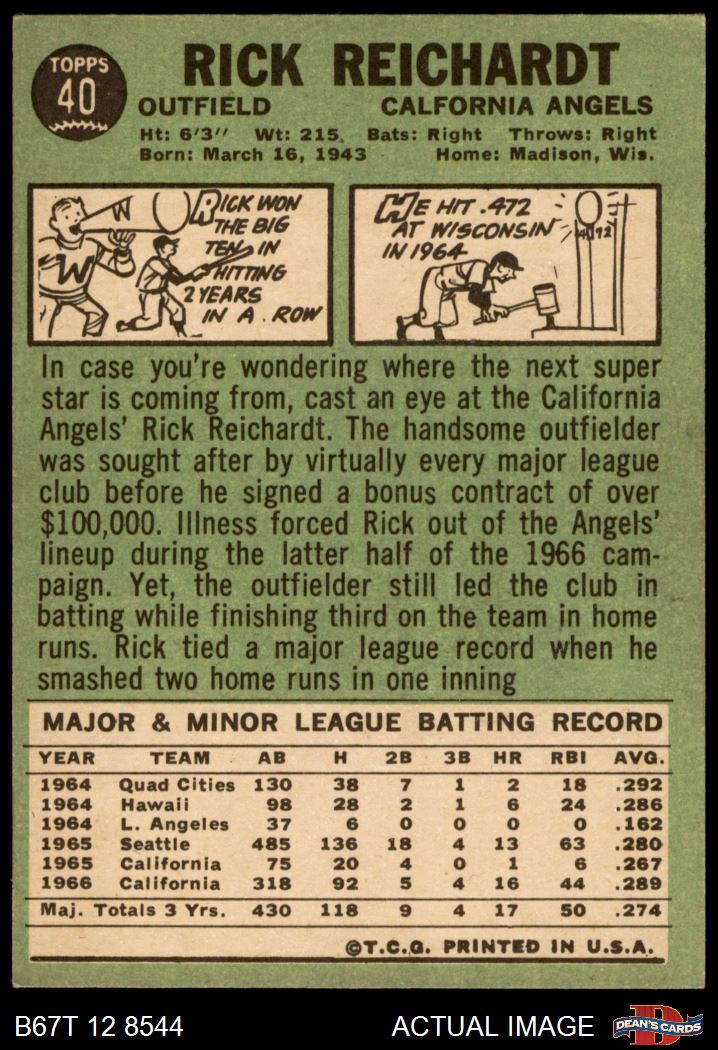 TOPPS
40
RICK REICHARDT
OUTFIELD CALFORNIA ANGELS
Ht: 6'3" Wt: 215. Bats: Right Throws: Right
Born: March 16, 1943 Home: Madison, Wis.
W
W
RICK WON
THE BIG
TEN IN
HITTING
2 YEARS
IN A ROW
HE HIT .472
AT WISCONSIN
IN 1964
.472
In case you're wondering where the next super
star is coming from, cast an eye at the California
Angels' Rick Reichardt. The handsome outfielder
was sought after by virtually every major league
club before he signed a bonus contract of over
$100,000. Illness forced Rick out of the Angels'
lineup during the latter half of the 1966 cam-
paign. Yet, the outfielder still led the club in
batting while finishing third on the team in home
runs. Rick tied a major league record when he
smashed two home runs in one inning
MAJOR & MINOR LEAGUE BATTING RECORD
YEAR TEAM AB H 2B 3B HR RBI AVG.
1964 Quad Cities 130 38 7 1 2 18 .292
1964 Hawaii 98 28 2 1 6 24 .286
1964 L. Angeles 37 6 0 0 0 0 .162
1965 Seattle 485 136 18 4 13 63 .280
1965 California 75 20 4 0 1 6 .267
1966 California 318 92 5 4 16 44 .289
Maj. Totals 3 Yrs. 430 118 9 4 17 50 .274
©T.C.G. PRINTED IN U.S.A.
B67T 12 8544 ACTUAL IMAGE
D
DEAN'S CARDS